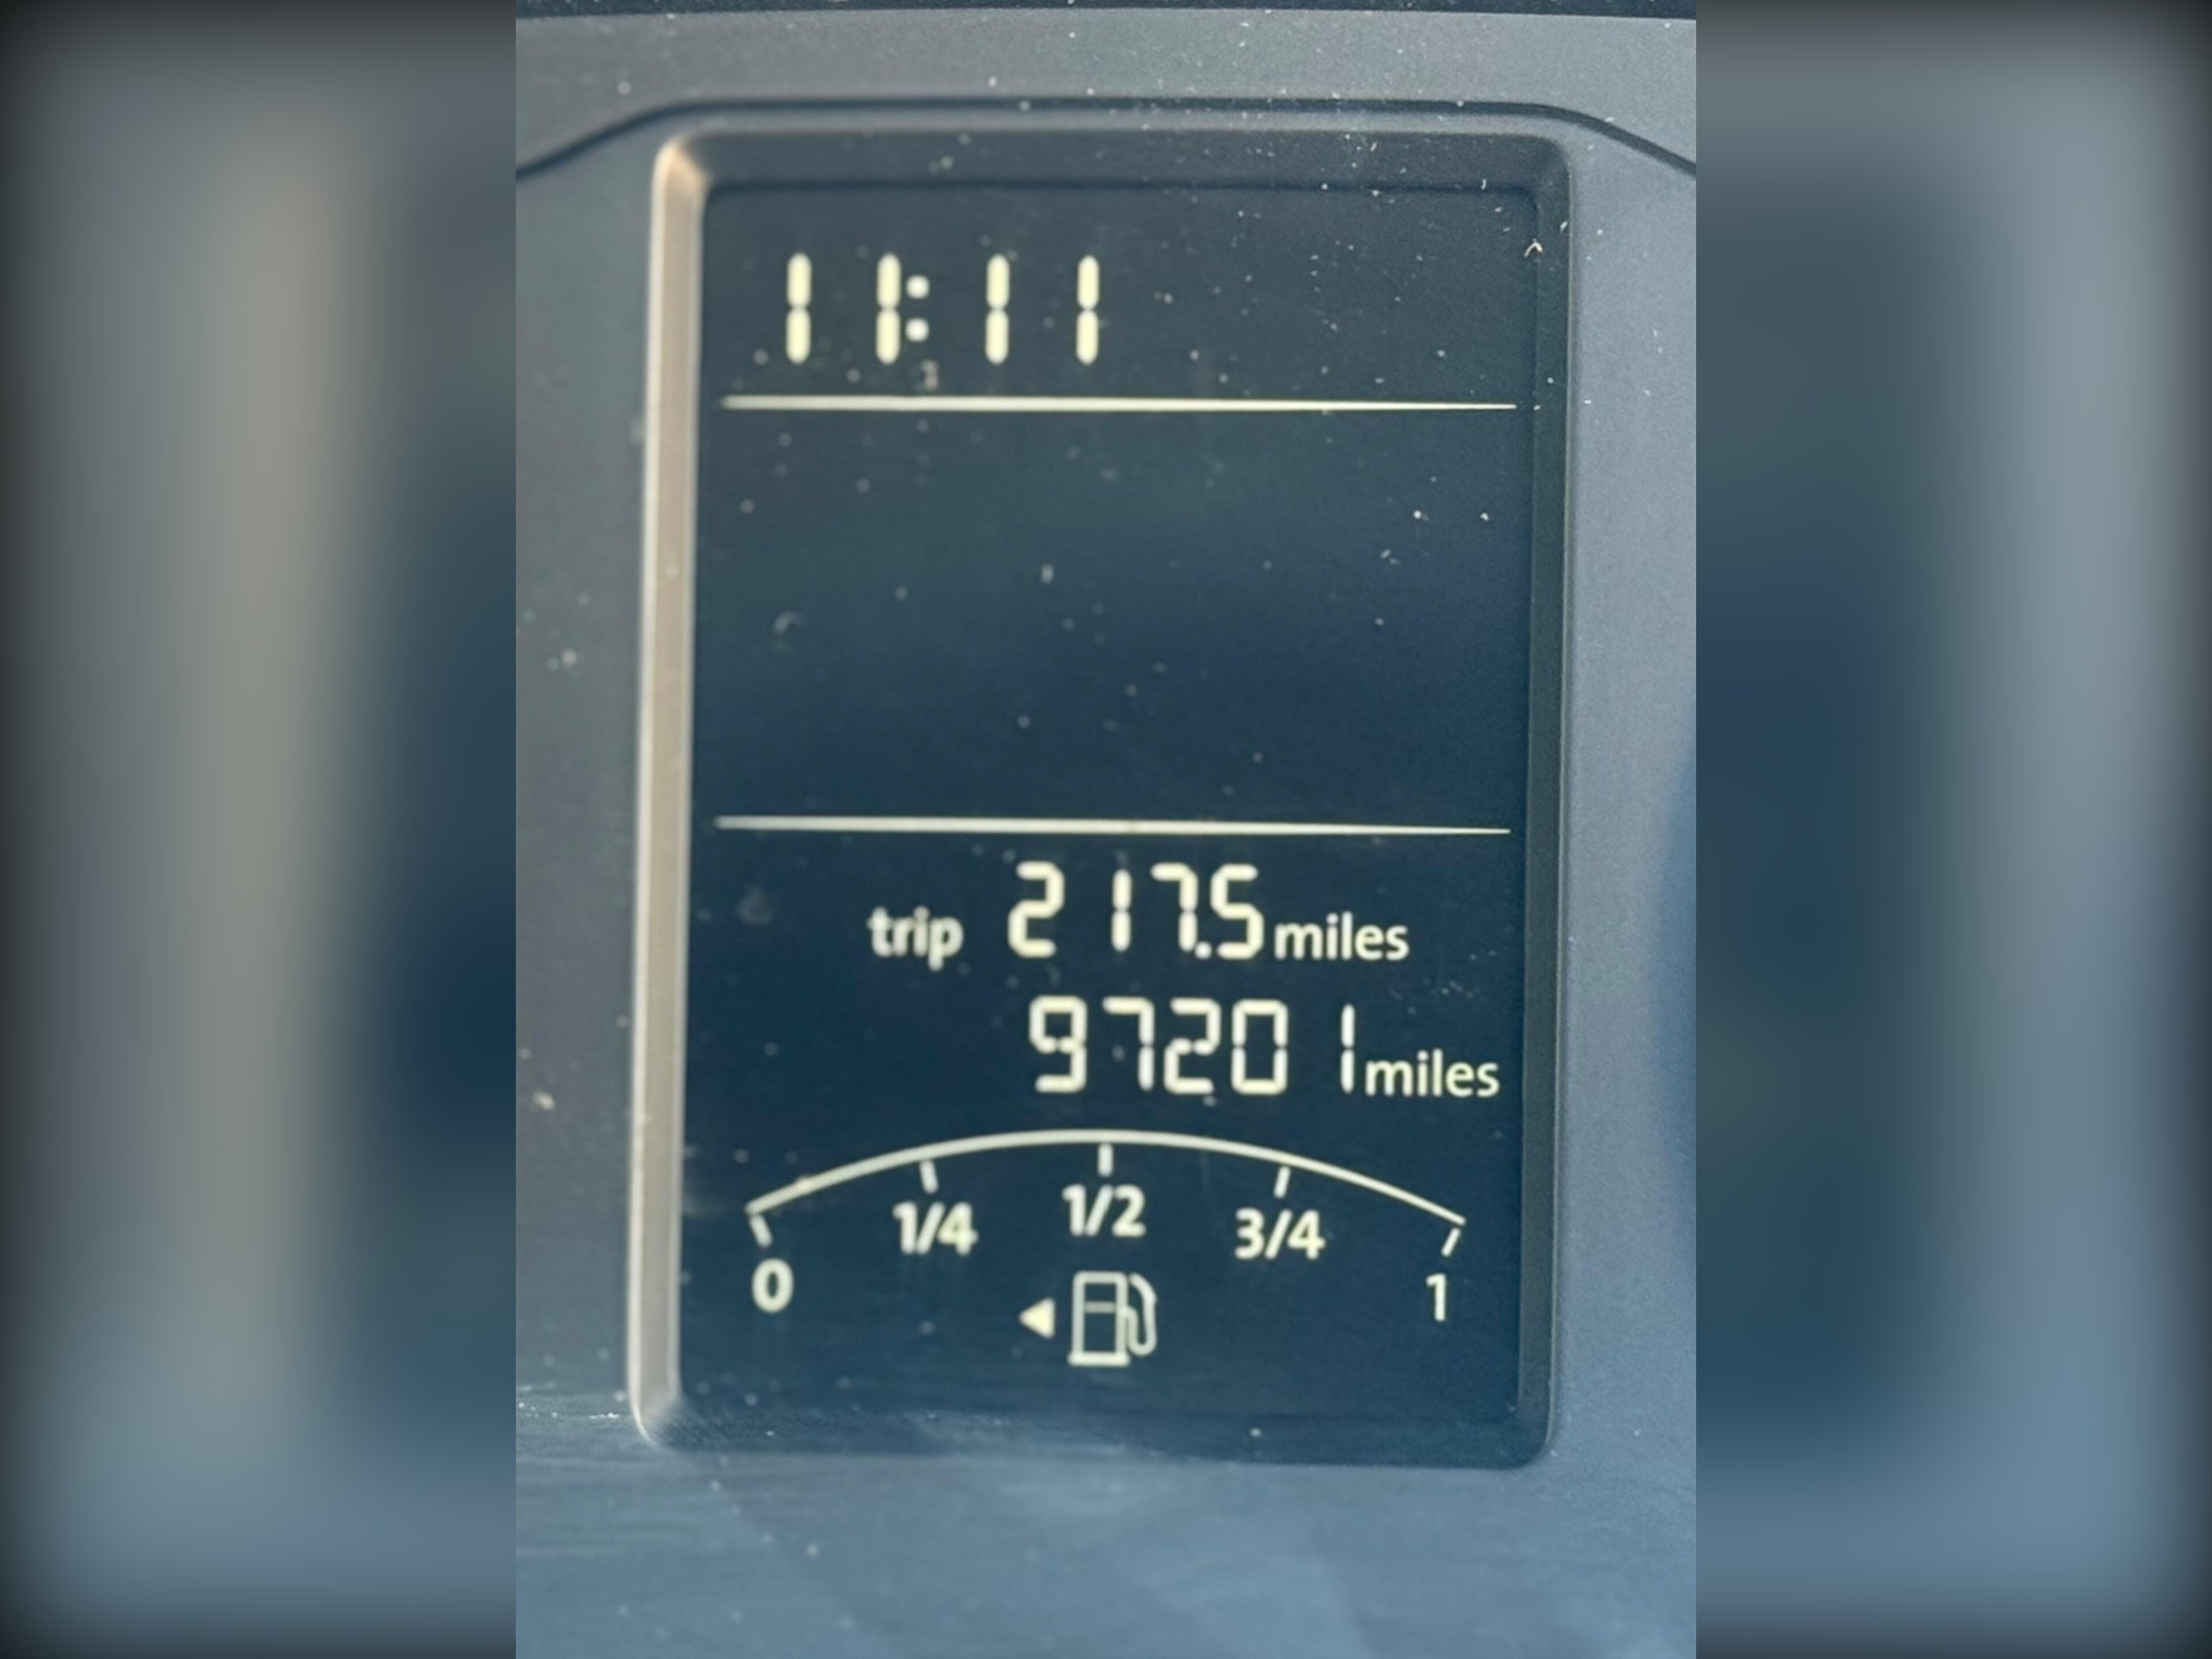 11:11
trip 217.5 miles
97201 miles
0 1/4 1/2 3/4 1